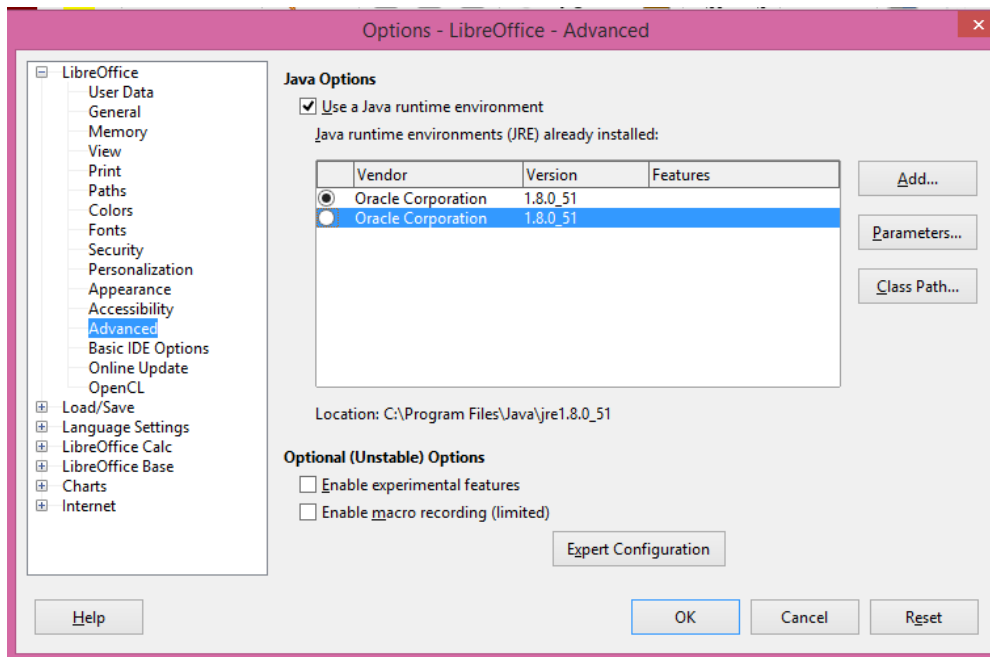 Options - LibreOffice - Advanced
LibreOffice
User Data
General
Memory
View
Print
Paths
Colors
Fonts
Security
Personalization
Appearance
Accessibility
Advanced
Basic IDE Options
Online Update
OpenCL
Load/Save
Language Settings
LibreOffice Calc
LibreOffice Base
Charts
Internet
Java Options
Use a Java runtime environment
Java runtime environments (JRE) already installed:
Vendor Version Features
Oracle Corporation 1.8.0_51
Oracle Corporation 1.8.0_51
Add...
Parameters...
Class Path...
Location: C:\Program Files\Java\jre1.8.0_51
Optional (Unstable) Options
Enable experimental features
Enable macro recording (limited)
Expert Configuration
Help OK Cancel Reset